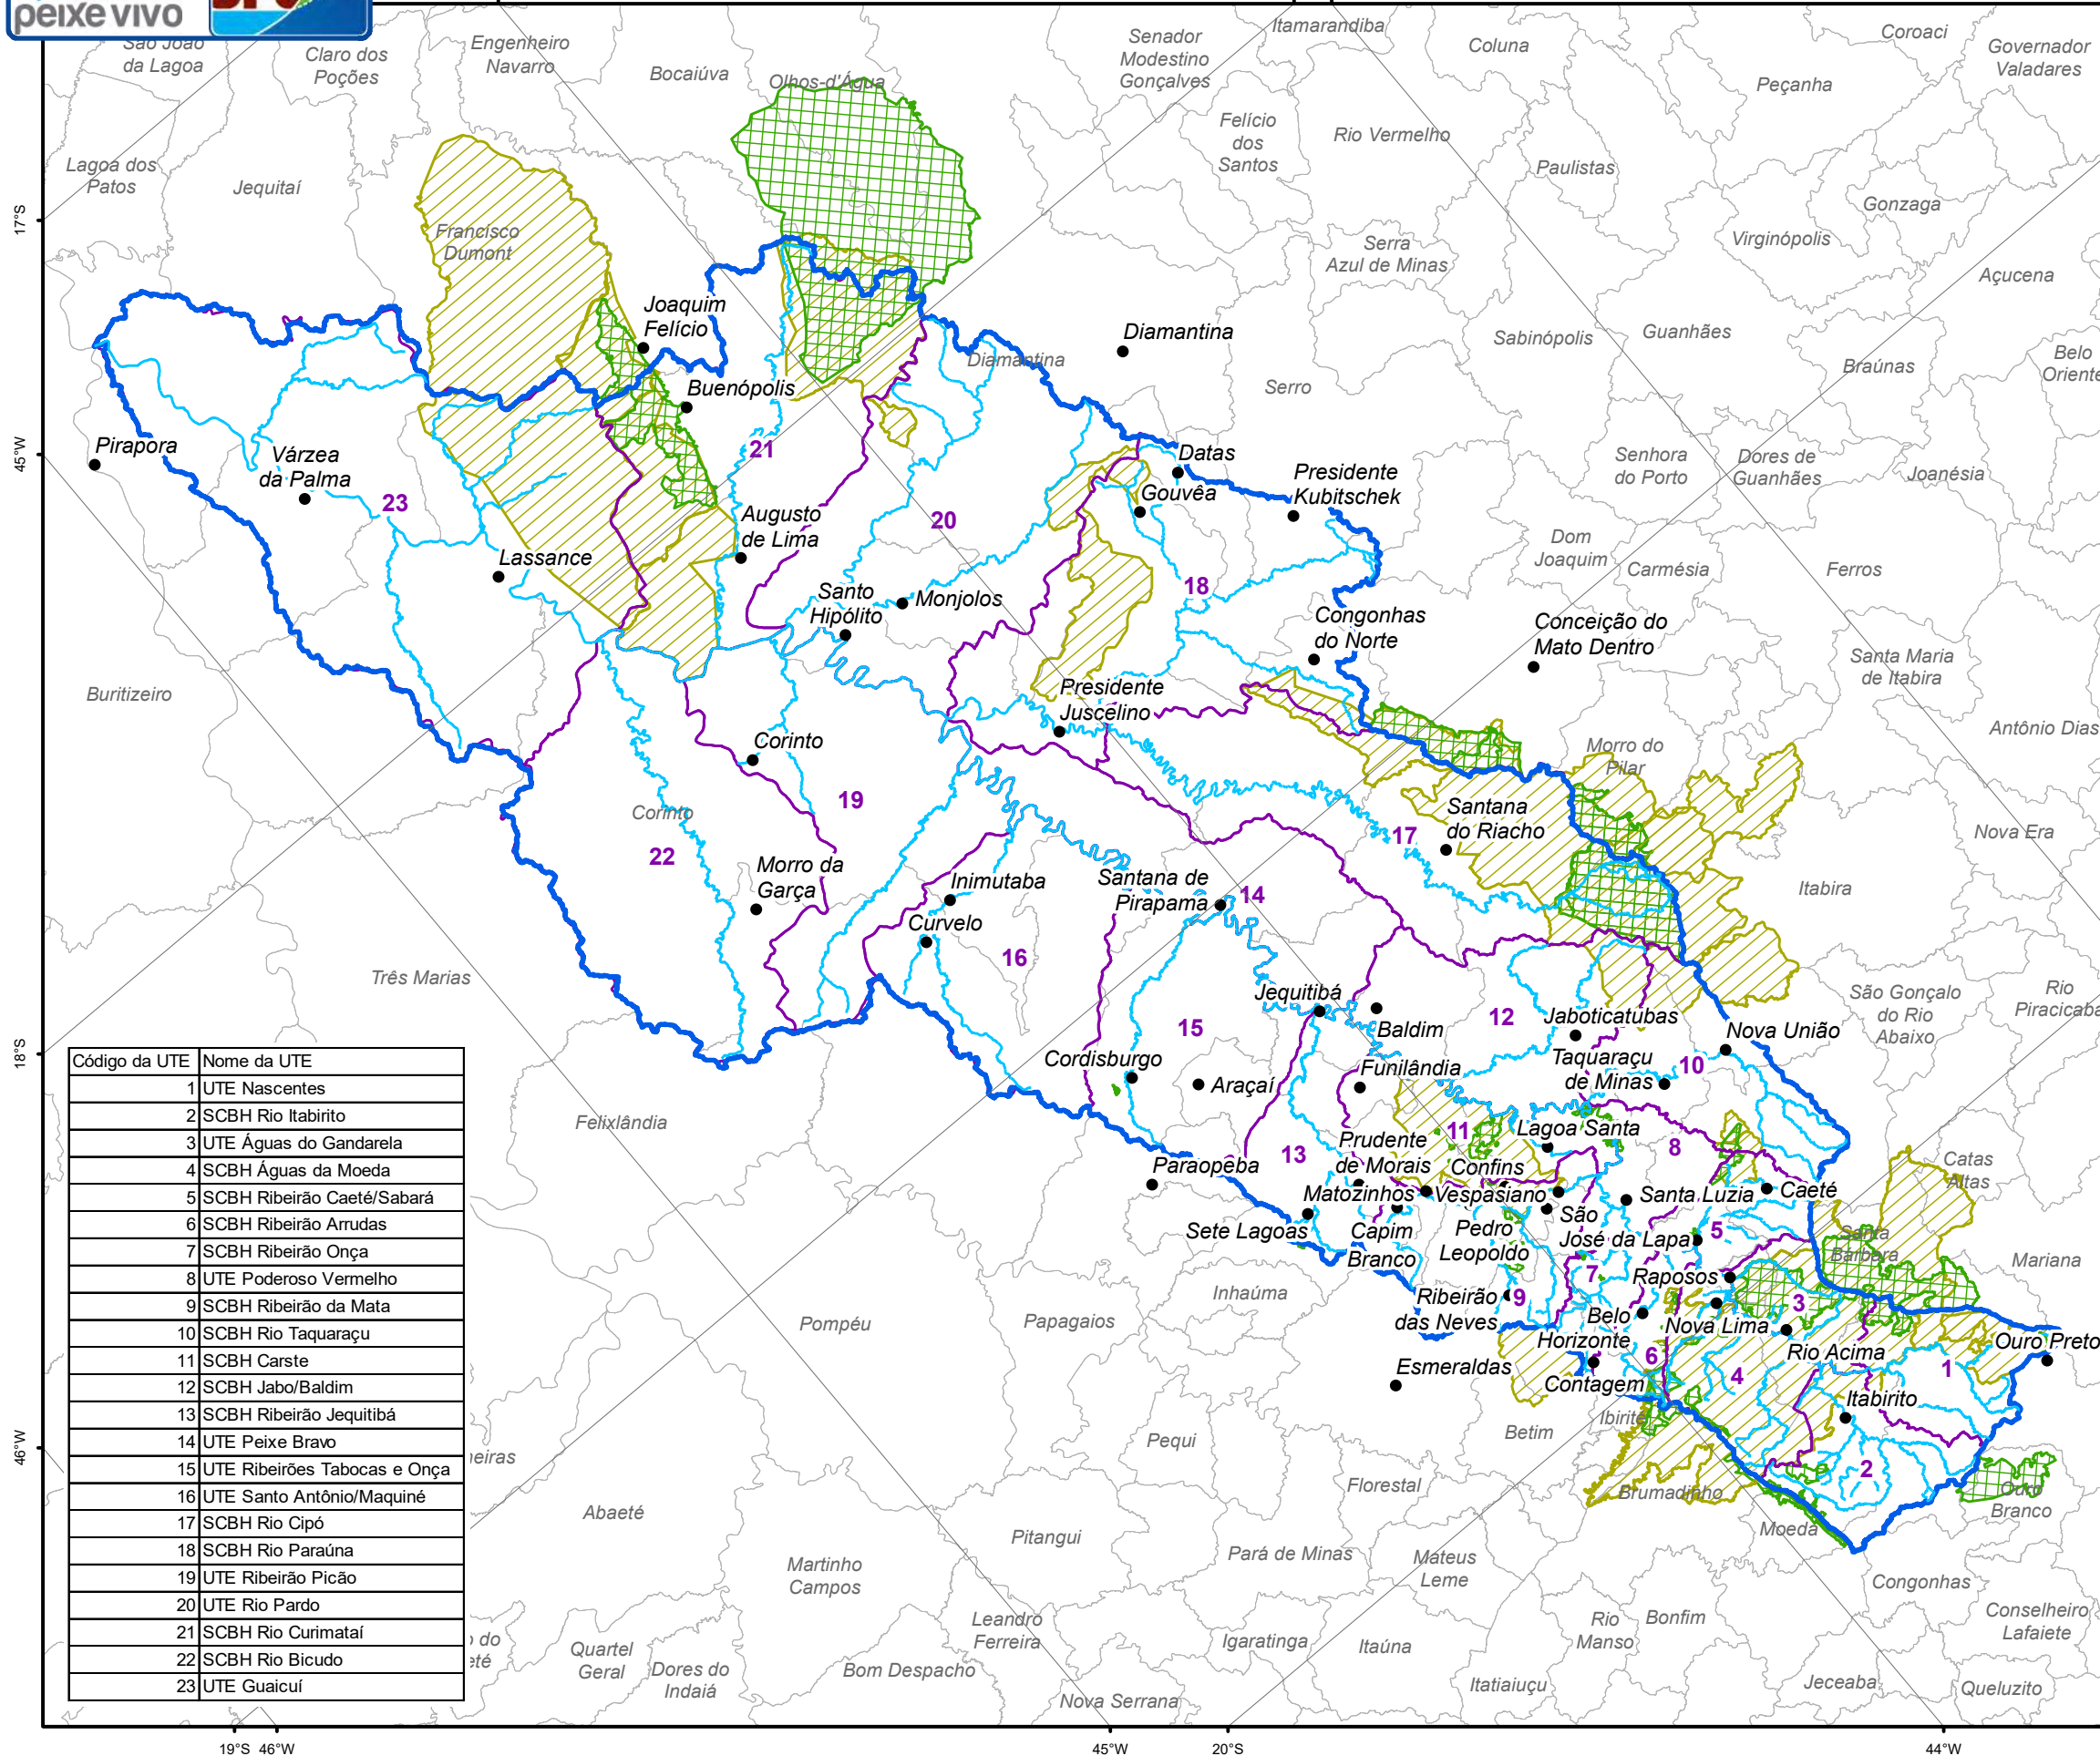 peixe vivo
São João
da Lagoa
Claro dos
Poções
Engenheiro
Navarro
Bocaiúva
Olhos-d'Água
Senador
Modestino
Gonçalves
Itamarandiba
Coluna
Coroaci
Governador
Valadares
Peçanha
Felício
dos
Santos
Rio Vermelho
Paulistas
Gonzaga
Virginópolis
Açucena
Lagoa dos
Patos
Jequitaí
Francisco
Dumont
Serra
Azul de Minas
17°S
Joaquim
Felício
Diamantina
Diamantina
Sabinópolis
Guanhães
Braúnas
Belo
Oriente
Serro
Buenópolis
21
45°W
Pirapora
Várzea
da Palma
23
Datas
Gouvêa
Presidente
Kubitschek
Senhora
do Porto
Dores de
Guanhães
Joanésia
Augusto
de Lima
20
Lassance
Dom
Joaquim
Carmésia
Ferros
18
Santo
Hipólito
Monjolos
Congonhas
do Norte
Conceição do
Mato Dentro
Santa Maria
de Itabira
Buritizeiro
Presidente
Juscelino
Antônio Dias
Corinto
Morro do
Pilar
19
Corinto
22
Santana
do Riacho
17
Nova Era
Morro da
Garça
Inimutaba
Santana de
Pirapama
14
Itabira
Curvelo
16
Três Marias
Jequitibá
15
Baldim
12
Jaboticatubas
Nova União
São Gonçalo
do Rio
Abaixo
Rio
Piracicaba
18°S
Cordisburgo
Araçaí
Funilândia
Taquaraçu
de Minas
10
Felixlândia
Lagoa Santa
11
13
Prudente
de Morais
Confins
8
Catas
Altas
Paraopeba
Matozinhos
Vespasiano
Santa Luzia
Caeté
Sete Lagoas
Capim
Branco
Pedro
Leopoldo
São
José da Lapa
5
Santa
Bárbara
Mariana
Inhaúma
7
Raposos
Ribeirão
das Neves
9
Belo
Horizonte
Nova Lima
3
Pompéu
Papagaios
Rio Acima
Ouro Preto
Esmeraldas
Contagem
6
4
1
Itabirito
Ibirité
Betim
46°W
Pequi
Florestal
Brumadinho
2
Ouro
Branco
Moeda
eiras
Abaeté
Pitangui
Pará de Minas
Mateus
Leme
Martinho
Campos
Congonhas
Conselheiro
Lafaiete
Leandro
Ferreira
Igaratinga
Itaúna
Rio
Manso
Bonfim
do
Quartel
Geral
Dores do
Indaiá
Bom Despacho
Nova Serrana
Itatiaiuçu
Jeceaba
Queluzito
Código da UTE Nome da UTE
1 UTE Nascentes
2 SCBH Rio Itabirito
3 UTE Águas do Gandarela
4 SCBH Águas da Moeda
5 SCBH Ribeirão Caeté/Sabará
6 SCBH Ribeirão Arrudas
7 SCBH Ribeirão Onça
8 UTE Poderoso Vermelho
9 SCBH Ribeirão da Mata
10 SCBH Rio Taquaraçu
11 SCBH Carste
12 SCBH Jabo/Baldim
13 SCBH Ribeirão Jequitibá
14 UTE Peixe Bravo
15 UTE Ribeirões Tabocas e Onça
16 UTE Santo Antônio/Maquiné
17 SCBH Rio Cipó
18 SCBH Rio Paraúna
19 UTE Ribeirão Picão
20 UTE Rio Pardo
21 SCBH Rio Curimataí
22 SCBH Rio Bicudo
23 UTE Guaicuí
19°S 46°W 45°W 20°S 44°W